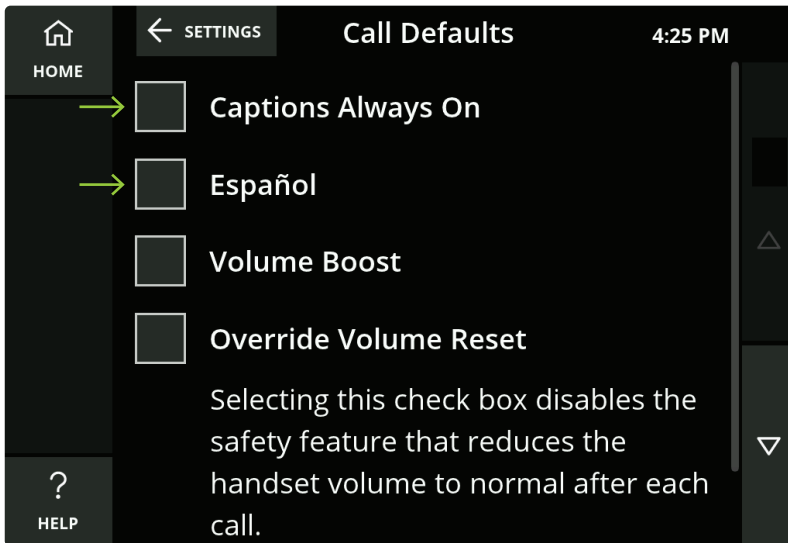 HOME
SETTINGS
Call Defaults
4:25 PM
Captions Always On
Español
Volume Boost
Override Volume Reset
Selecting this check box disables the
safety feature that reduces the
handset volume to normal after each
call.
?
HELP